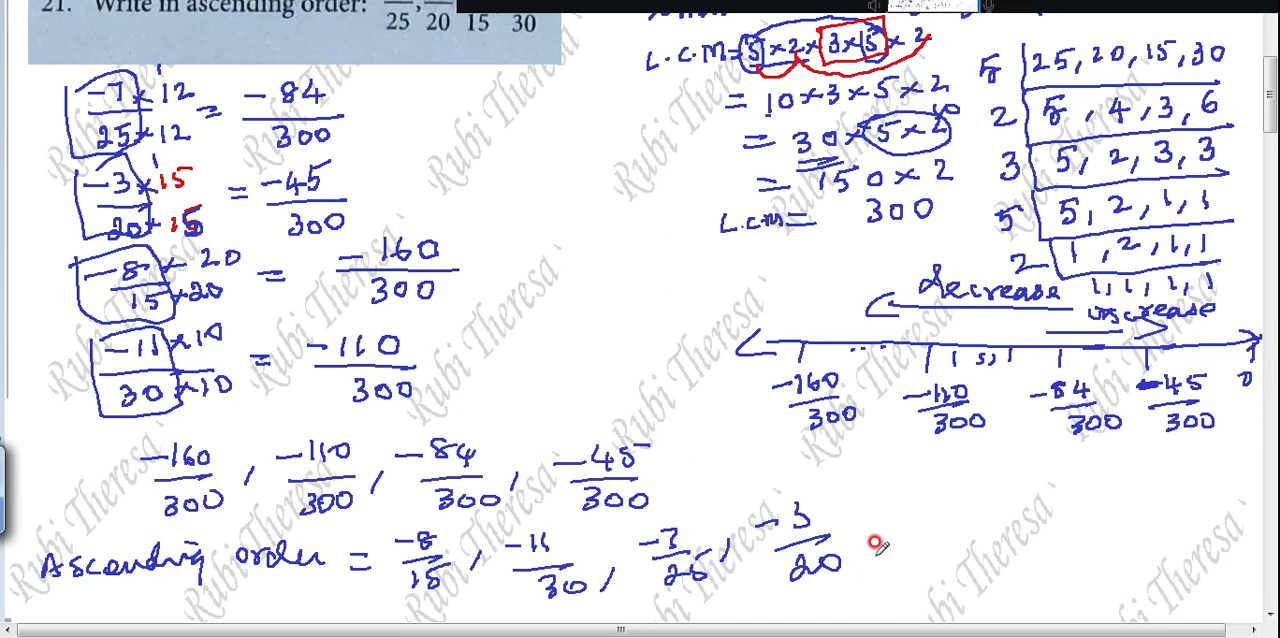 21. Write in ascending order:
25 , 20 15 30
L.C.M = 5 × 2 × 3 × 5 × 2
= 10 × 3 × 5 × 2
= 30 × 5 × 2 10
= 150 × 2
L.C.M = 300
5 | 25, 20, 15, 30
2 | 5, 4, 3, 6
3 | 5, 2, 3, 3
5 | 5, 2, 1, 1
2 | 1, 2, 1, 1
1, 1, 1, 1
-7 × 12 / 25 × 12 = -84 / 300
-3 × 15 / 20 × 15 = -45 / 300
-8 × 20 / 15 × 20 = -160 / 300
-11 × 10 / 30 × 10 = -110 / 300
decrease
increase
-160/300 -110/300 -84/300 -45/300 0
-160/300 , -110/300 , -84/300 , -45/300
Ascending order = -8/15 , -11/30 , -7/25 , -3/20
Rubi Theresa